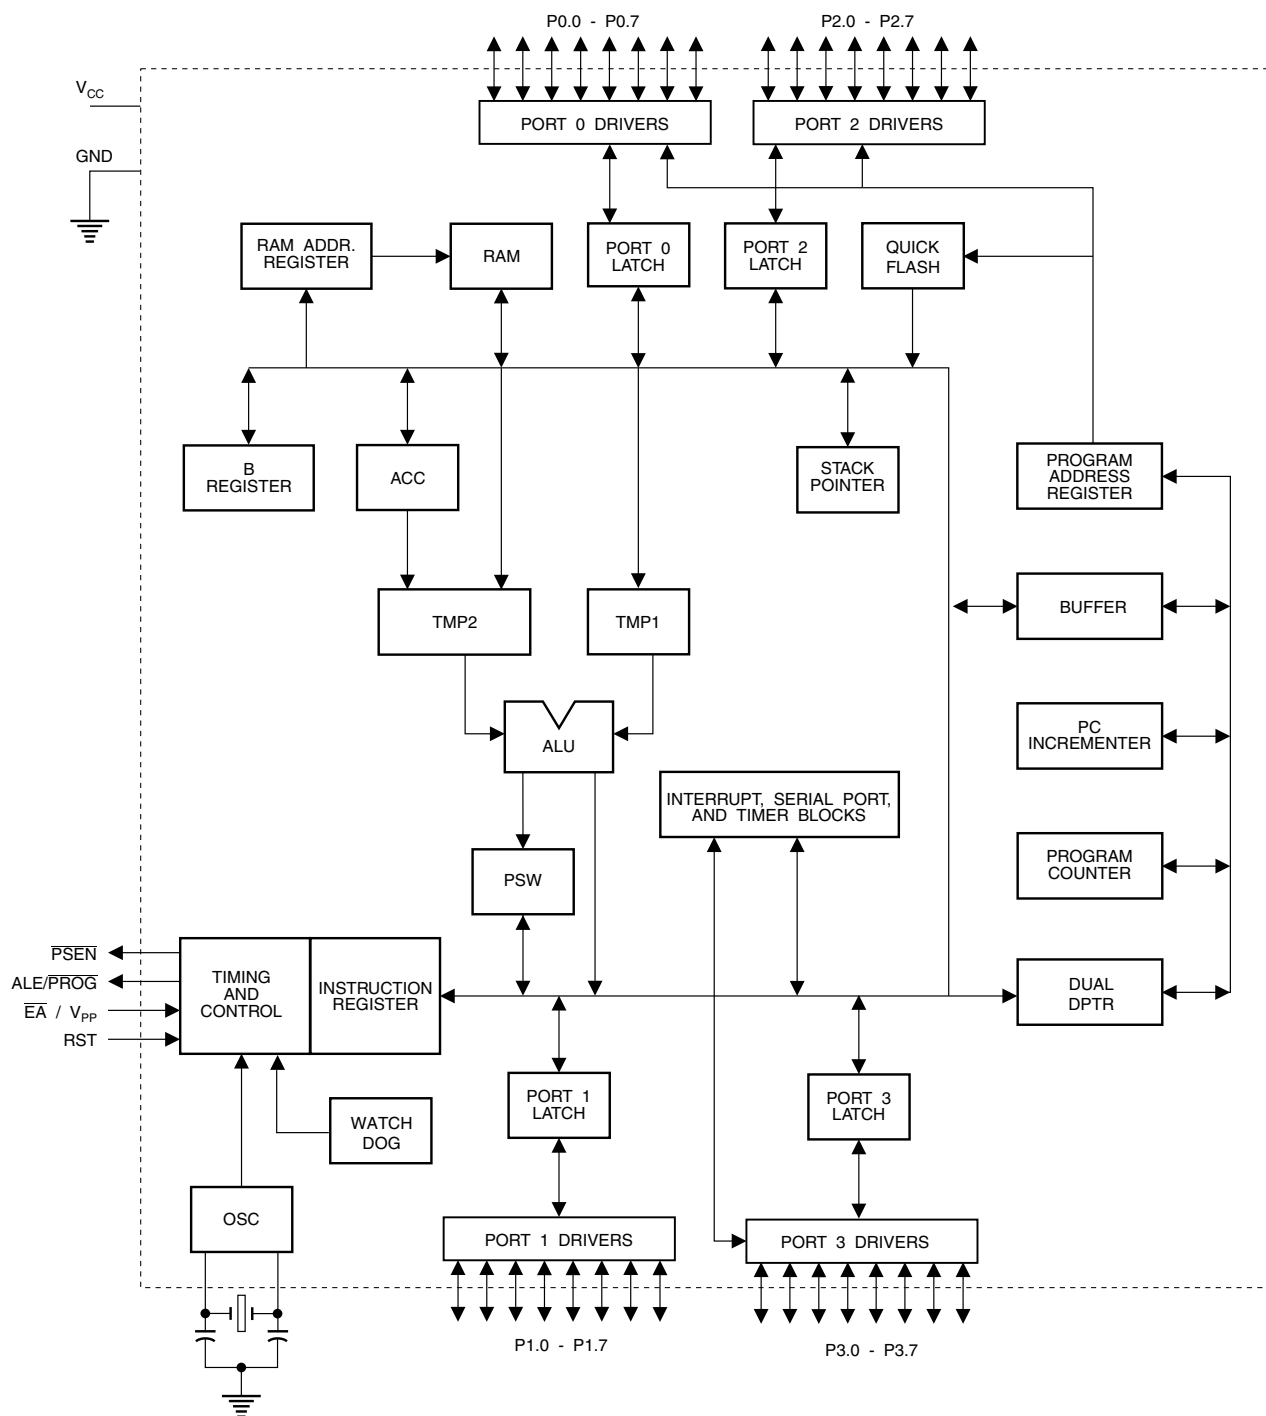 P0.0 - P0.7
P2.0 - P2.7
VCC
PORT 0 DRIVERS
PORT 2 DRIVERS
GND
RAM ADDR.
REGISTER
RAM
PORT 0
LATCH
PORT 2
LATCH
QUICK
FLASH
B
REGISTER
ACC
STACK
POINTER
PROGRAM
ADDRESS
REGISTER
BUFFER
TMP2
TMP1
ALU
PC
INCREMENTER
INTERRUPT, SERIAL PORT,
AND TIMER BLOCKS
PROGRAM
COUNTER
PSW
PSEN
ALE/PROG
EA / VPP
RST
TIMING
AND
CONTROL
INSTRUCTION
REGISTER
DUAL
DPTR
PORT 1
LATCH
PORT 3
LATCH
WATCH
DOG
OSC
PORT 1 DRIVERS
PORT 3 DRIVERS
P1.0 - P1.7
P3.0 - P3.7